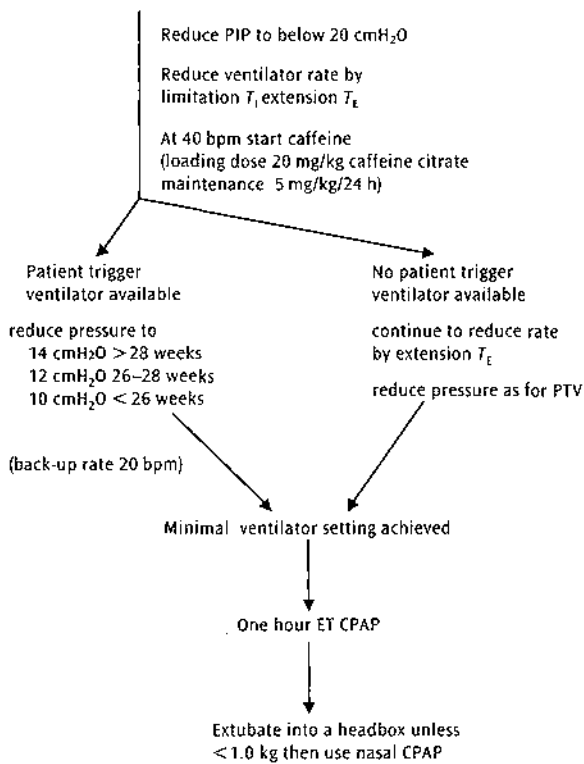 Reduce PIP to below 20 cmH₂O
Reduce ventilator rate by
limitation Tᵢ extension Tᴇ
At 40 bpm start caffeine
(loading dose 20 mg/kg caffeine citrate
maintenance 5 mg/kg/24 h)
Patient trigger
ventilator available
reduce pressure to
14 cmH₂O > 28 weeks
12 cmH₂O 26–28 weeks
10 cmH₂O < 26 weeks
(back-up rate 20 bpm)
No patient trigger
ventilator available
continue to reduce rate
by extension Tᴇ
reduce pressure as for PTV
Minimal ventilator setting achieved
One hour ET CPAP
Extubate into a headbox unless
<1.0 kg then use nasal CPAP